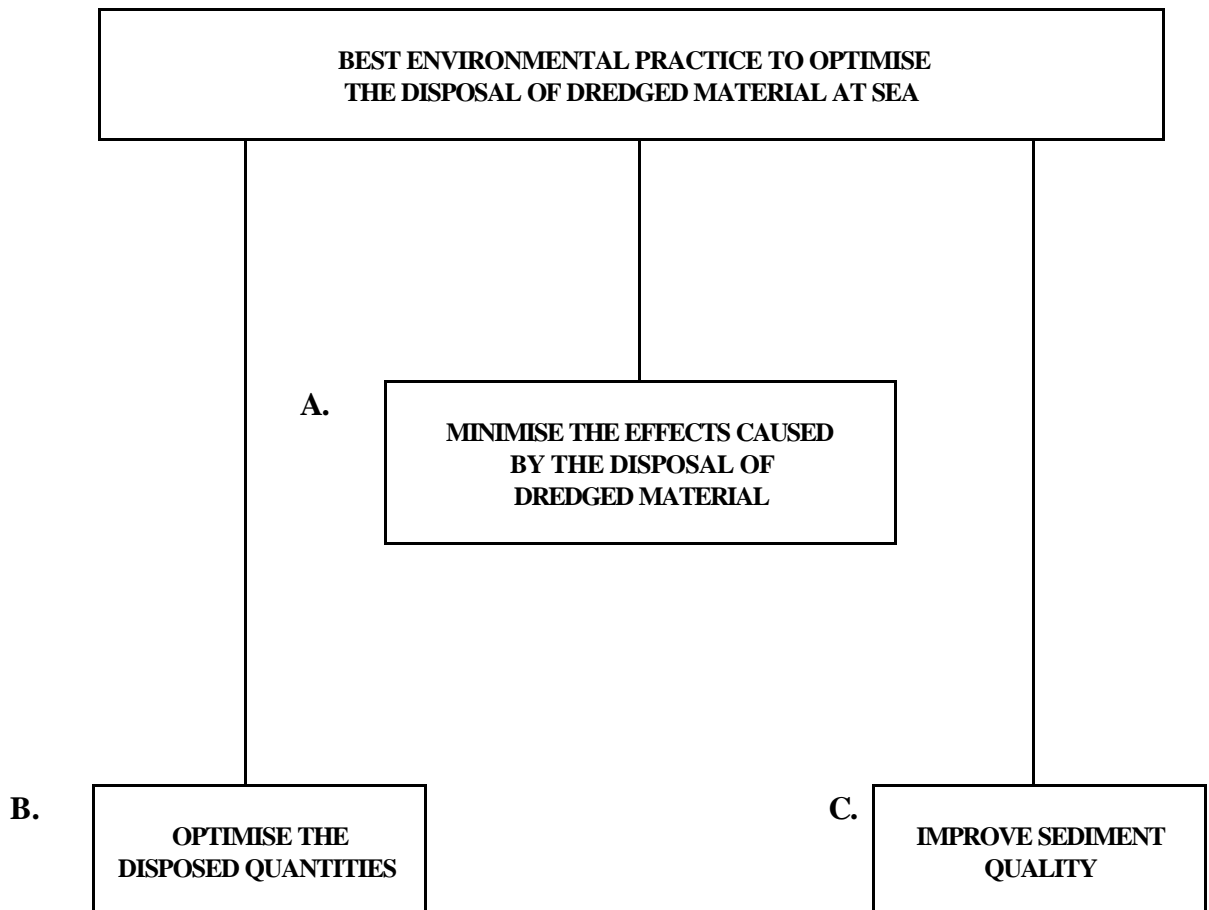 BEST ENVIRONMENTAL PRACTICE TO OPTIMISE
THE DISPOSAL OF DREDGED MATERIAL AT SEA
A.
MINIMISE THE EFFECTS CAUSED
BY THE DISPOSAL OF
DREDGED MATERIAL
B.
OPTIMISE THE
DISPOSED QUANTITIES
C.
IMPROVE SEDIMENT
QUALITY